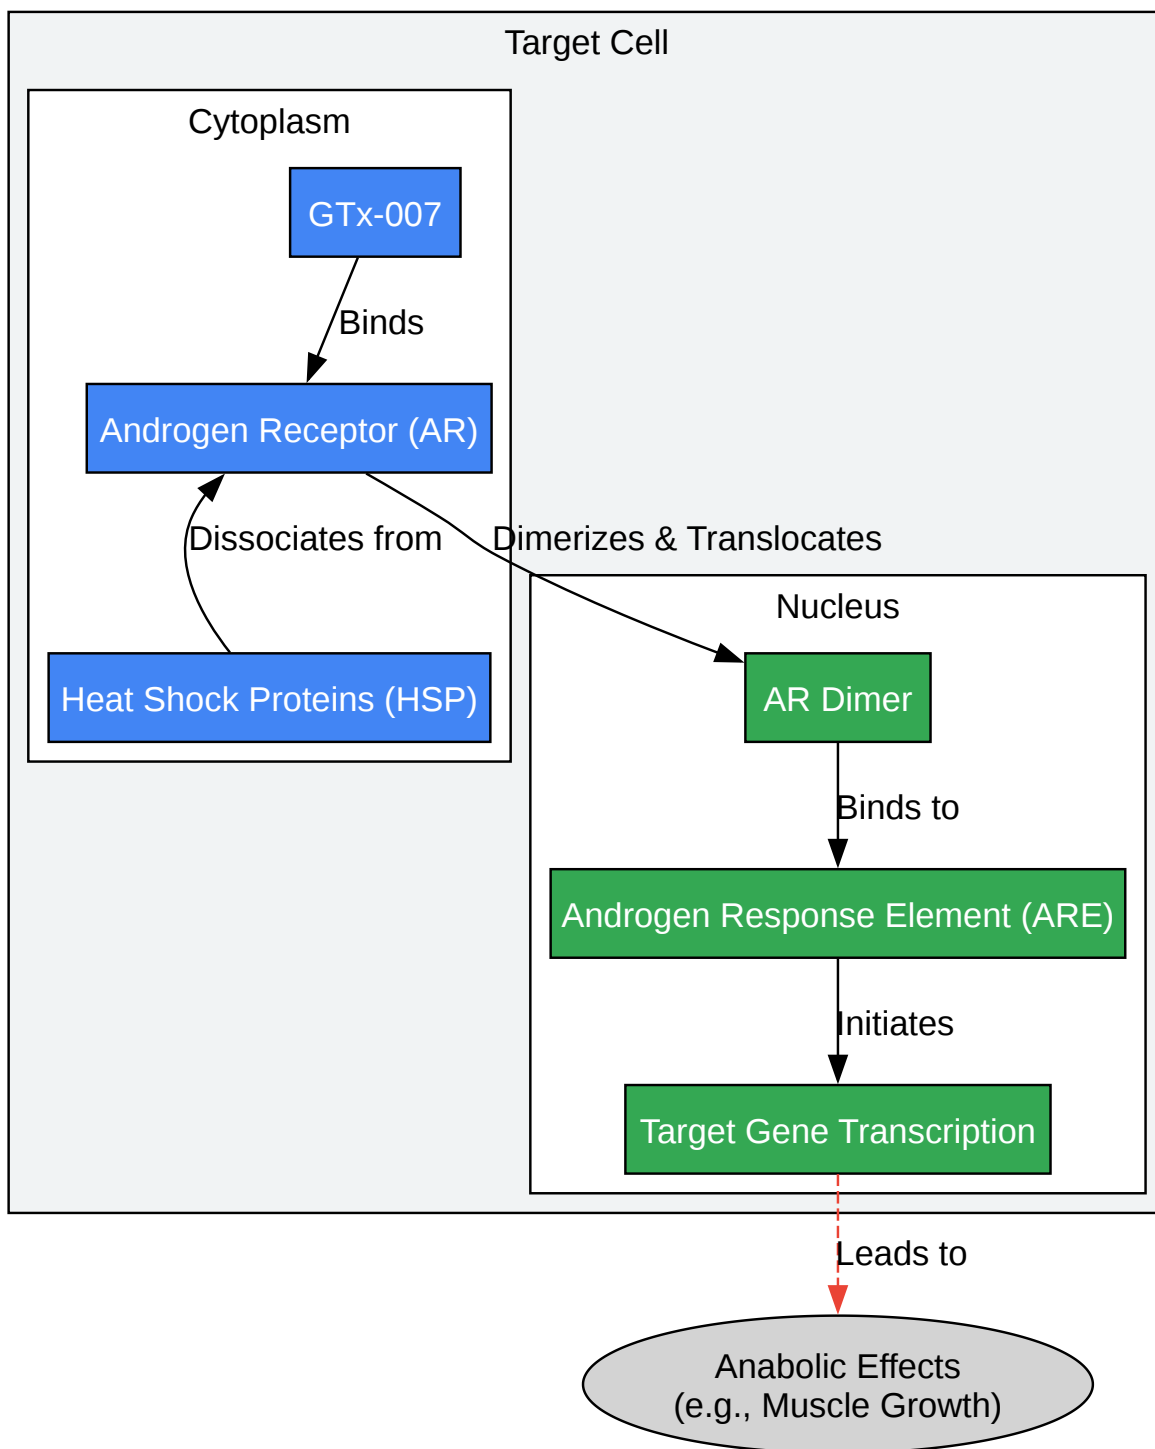 Target Cell
Cytoplasm
GTx-007
Binds
Androgen Receptor (AR)
Dissociates from
Dimerizes & Translocates
Heat Shock Proteins (HSP)
Nucleus
AR Dimer
Binds to
Androgen Response Element (ARE)
Initiates
Target Gene Transcription
Leads to
Anabolic Effects
(e.g., Muscle Growth)